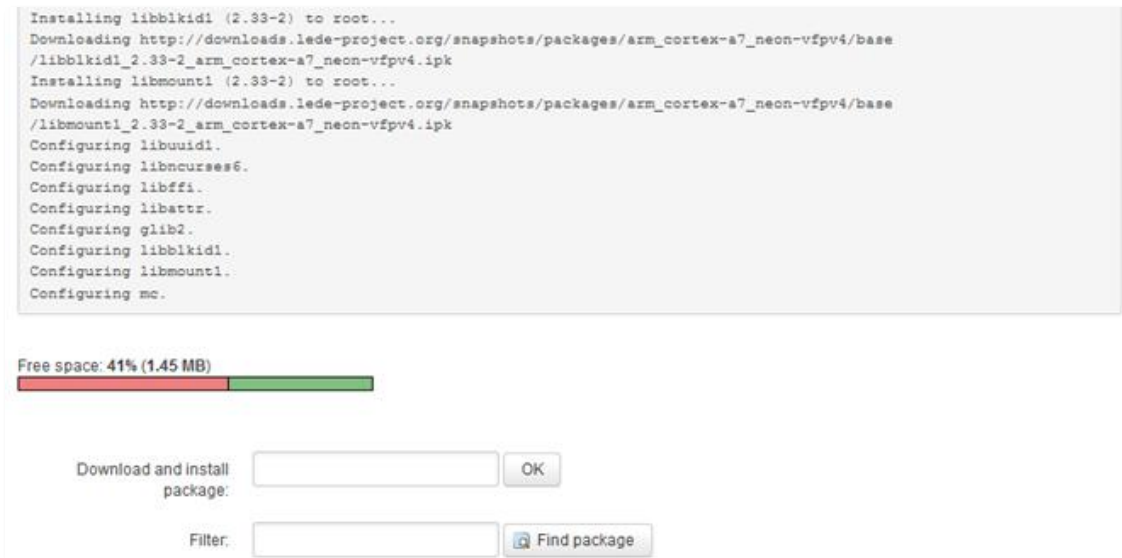 Installing libblkid1 (2.33-2) to root...
Downloading http://downloads.lede-project.org/snapshots/packages/arm_cortex-a7_neon-vfpv4/base
/libblkid1_2.33-2_arm_cortex-a7_neon-vfpv4.ipk
Installing libmount1 (2.33-2) to root...
Downloading http://downloads.lede-project.org/snapshots/packages/arm_cortex-a7_neon-vfpv4/base
/libmount1_2.33-2_arm_cortex-a7_neon-vfpv4.ipk
Configuring libuuid1.
Configuring libncurses6.
Configuring libffi.
Configuring libattr.
Configuring glib2.
Configuring libblkid1.
Configuring libmount1.
Configuring mc.
Free space: 41% (1.45 MB)
Download and install
package:
OK
Filter:
Find package